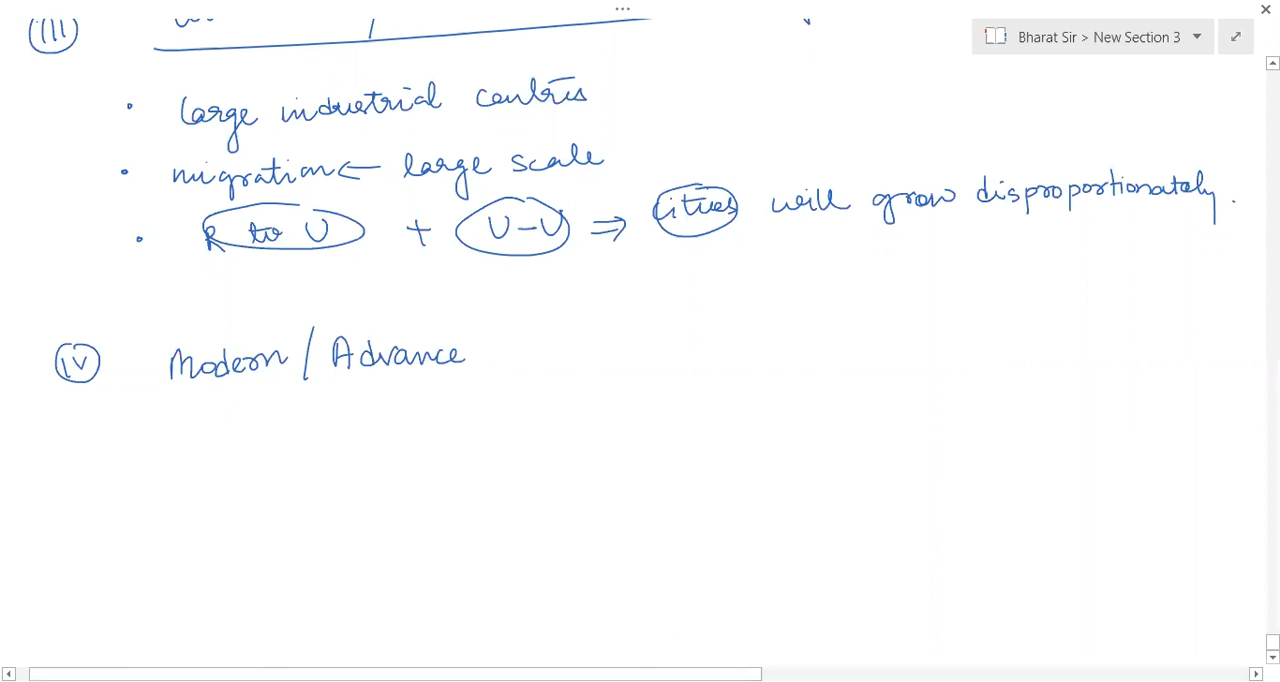 Bharat Sir > New Section 3
(III)
• large industrial centres
• migration ← large scale
• R to U + U-U ⇒ cities will grow disproportionately.
(IV) Modern / Advance